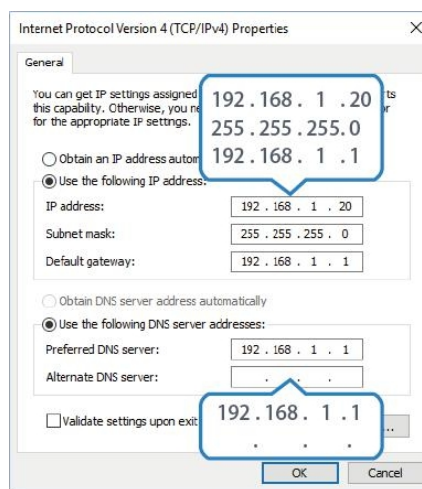 Internet Protocol Version 4 (TCP/IPv4) Properties
General
You can get IP settings assigned
this capability. Otherwise, you
for the appropriate IP settings.
192.168. 1 .20
255.255.255.0
192.168. 1 .1
Obtain an IP address
Use the following IP address:
IP address: 192 . 168 . 1 . 20
Subnet mask: 255 . 255 . 255 . 0
Default gateway: 192 . 168 . 1 . 1
Obtain DNS server address automatically
Use the following DNS server addresses:
Preferred DNS server: 192 . 168 . 1 . 1
Alternate DNS server: . . .
192.168. 1 .1
. . .
Validate settings upon exit
...
OK Cancel